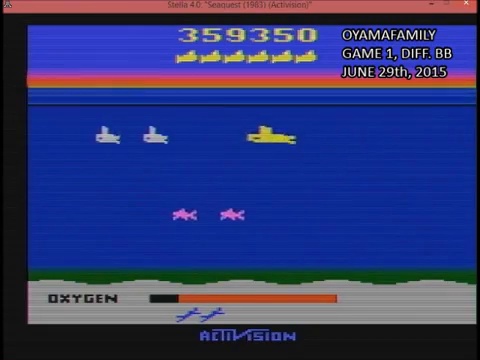 Stella 4.0: "Seaquest (1983) (Activision)"
359350
OYAMAFAMILY
GAME 1, DIFF. BB
JUNE 29th, 2015
OXYGEN
ACTIVISION